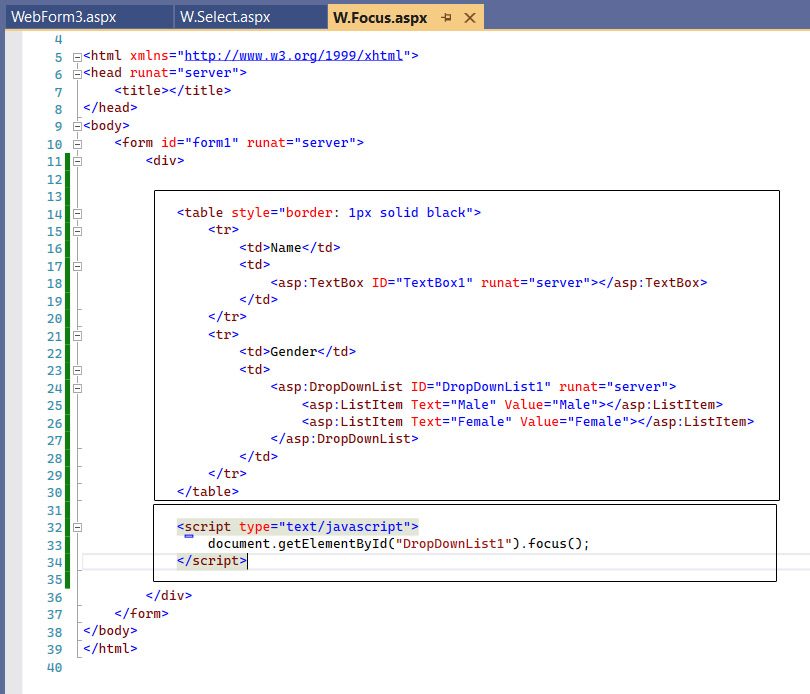 WebForm3.aspx W.Select.aspx W.Focus.aspx
4
5 <html xmlns="http://www.w3.org/1999/xhtml">
6 <head runat="server">
7 <title></title>
8 </head>
9 <body>
10 <form id="form1" runat="server">
11 <div>
12
13
14 <table style="border: 1px solid black">
15 <tr>
16 <td>Name</td>
17 <td>
18 <asp:TextBox ID="TextBox1" runat="server"></asp:TextBox>
19 </td>
20 </tr>
21 <tr>
22 <td>Gender</td>
23 <td>
24 <asp:DropDownList ID="DropDownList1" runat="server">
25 <asp:ListItem Text="Male" Value="Male"></asp:ListItem>
26 <asp:ListItem Text="Female" Value="Female"></asp:ListItem>
27 </asp:DropDownList>
28 </td>
29 </tr>
30 </table>
31
32 <script type="text/javascript">
33 document.getElementById("DropDownList1").focus();
34 </script>
35
36 </div>
37 </form>
38 </body>
39 </html>
40